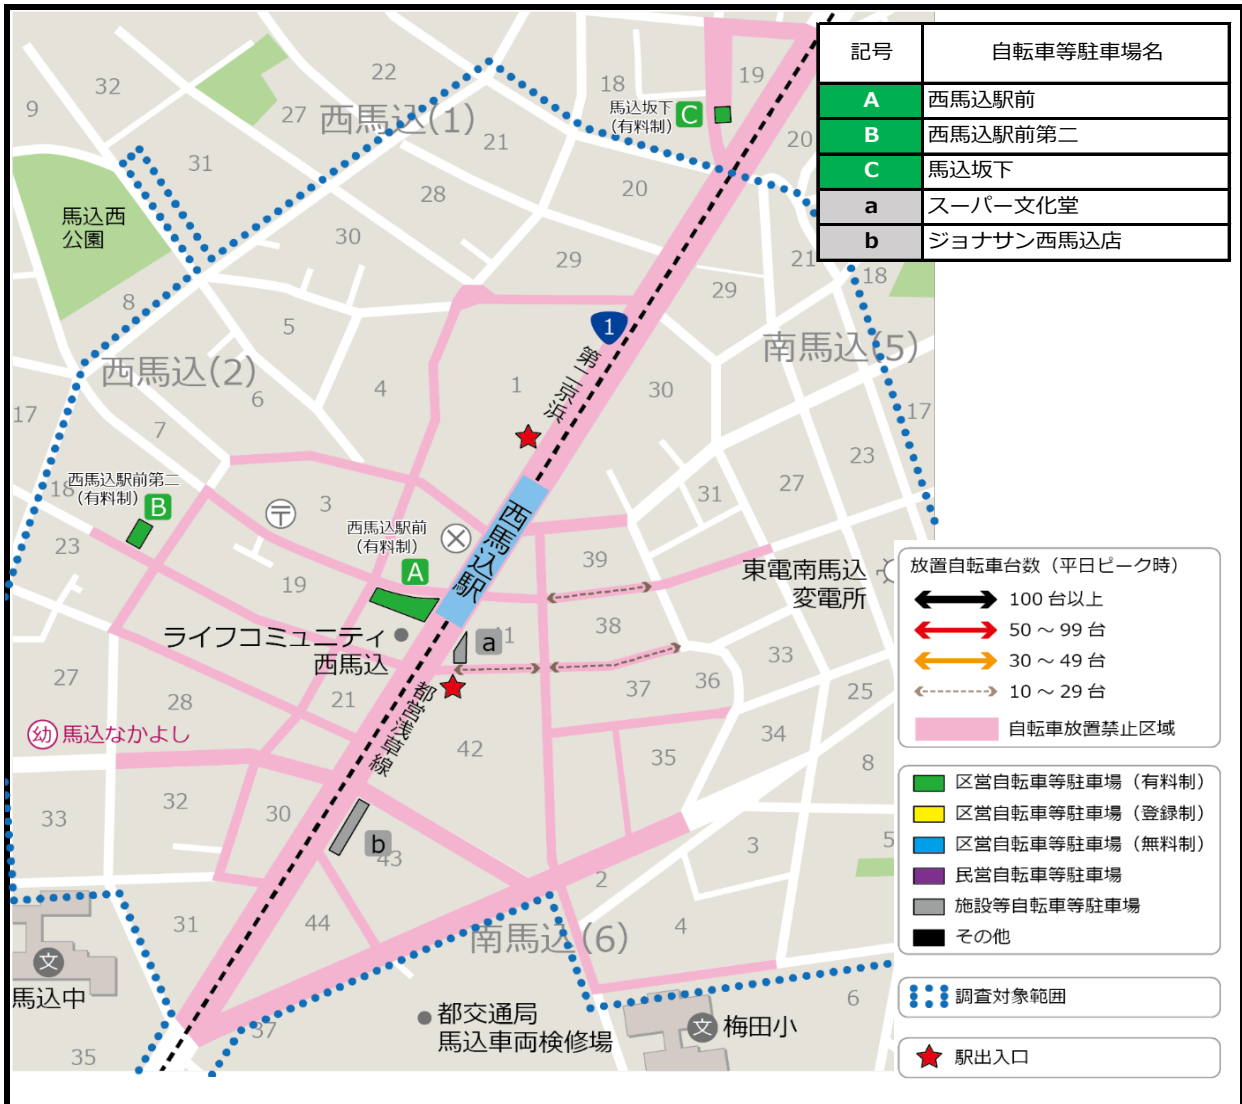 記号 自転車等駐車場名
A 西馬込駅前
B 西馬込駅前第二
C 馬込坂下
a スーパー文化堂
b ジョナサン西馬込店
32
22
18
19
9
27
西馬込(1)
馬込坂下
(有料制)
C
21
20
31
28
20
馬込西
公園
30
29
21
18
29
8
5
1
南馬込(5)
西馬込(2)
第二京浜
4
1
30
6
17
7
17
23
西馬込駅前第二
(有料制)
B
18
27
31
3
〒
西馬込駅前
(有料制)
A
西馬込駅
23
39
19
東電南馬込
変電所
ライフコミュニティ
西馬込
a
41
38
33
27
28
21
37
36
25
都営浅草線
幼 馬込なかよし
42
34
35
8
32
30
33
b
43
3
5
2
31
44
南馬込(6)
4
文
馬込中
都交通局
馬込車両検修場
文 梅田小
6
37
35
放置自転車台数（平日ピーク時）
100 台以上
50 ～ 99 台
30 ～ 49 台
10 ～ 29 台
自転車放置禁止区域
区営自転車等駐車場（有料制）
区営自転車等駐車場（登録制）
区営自転車等駐車場（無料制）
民営自転車等駐車場
施設等自転車等駐車場
その他
調査対象範囲
駅出入口